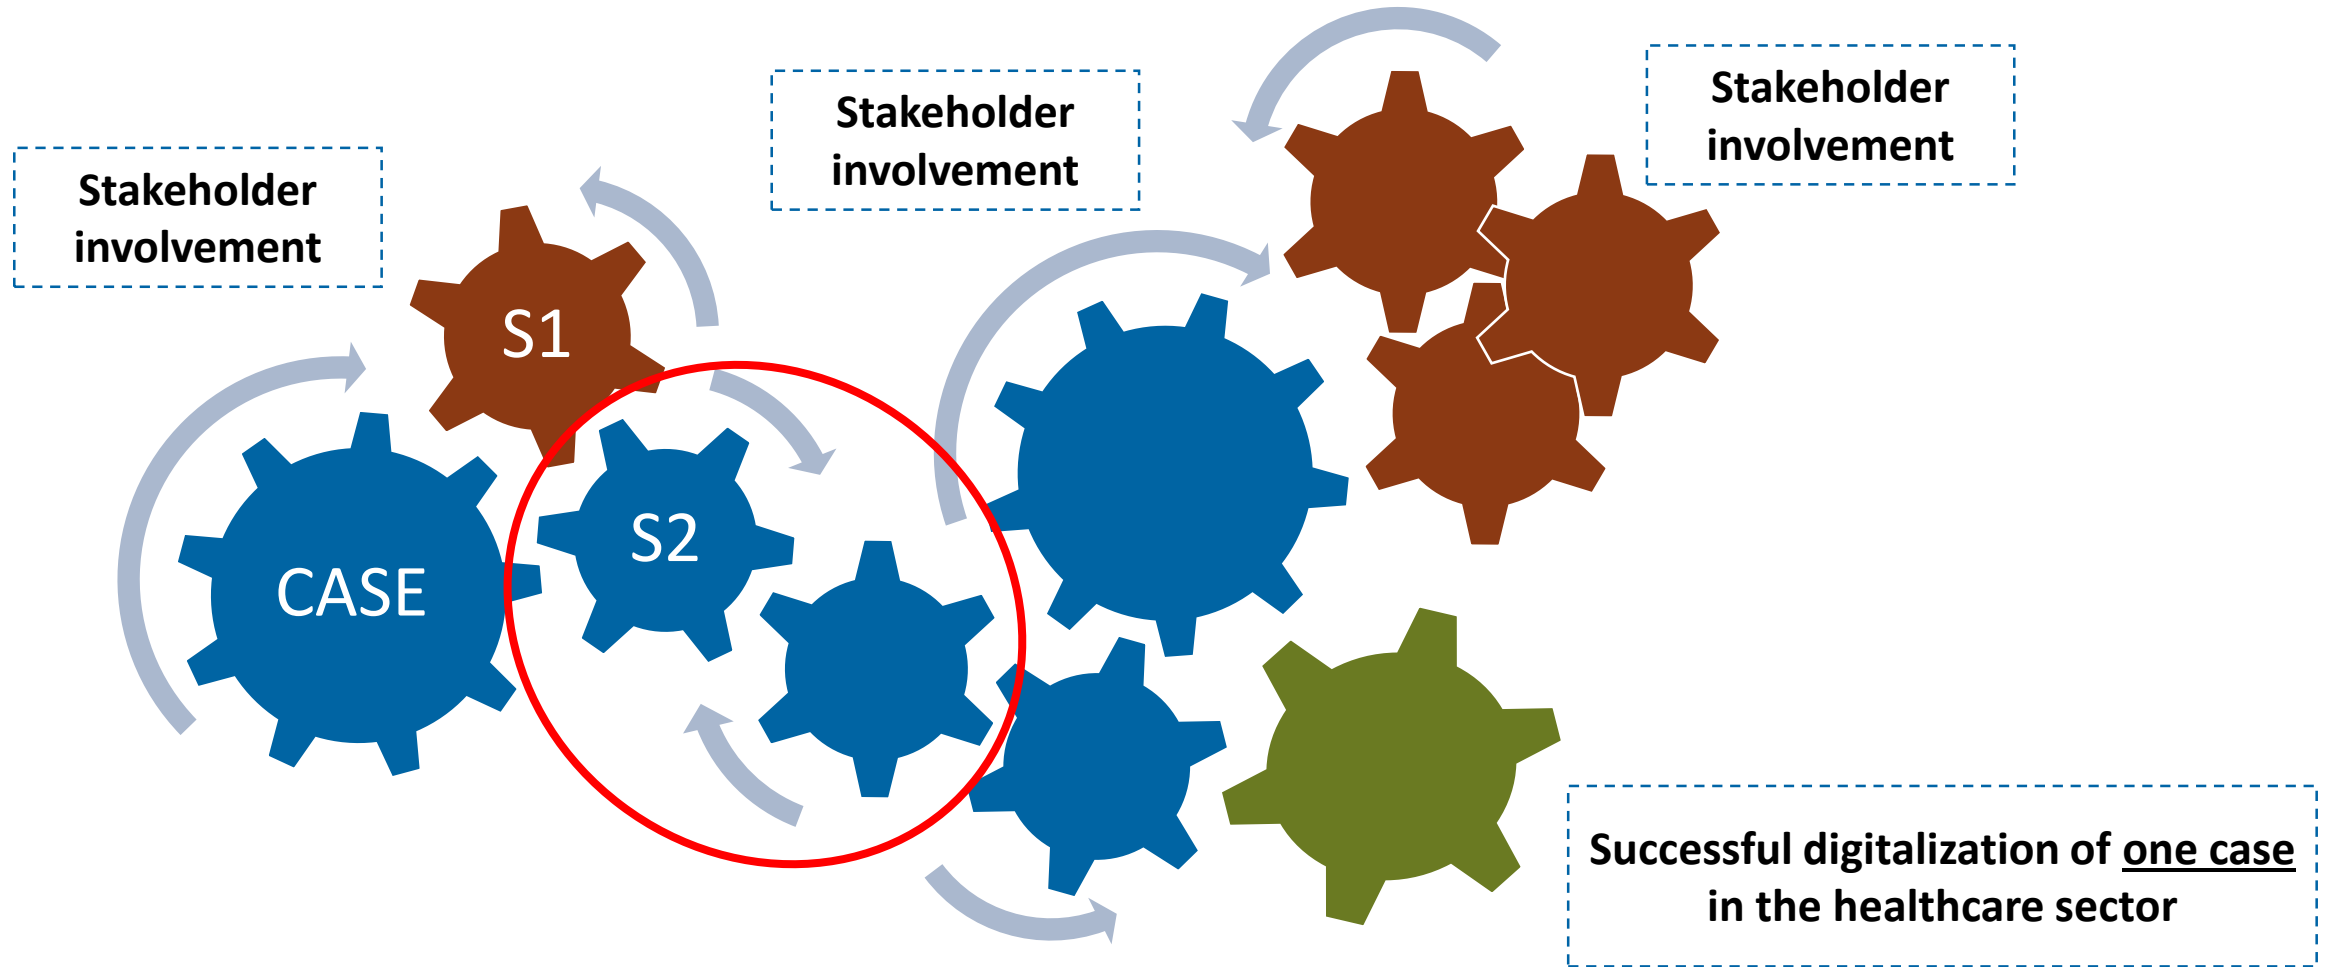 Stakeholder
involvement
Stakeholder
involvement
Stakeholder
involvement
S1
S2
CASE
Successful digitalization of one case
in the healthcare sector